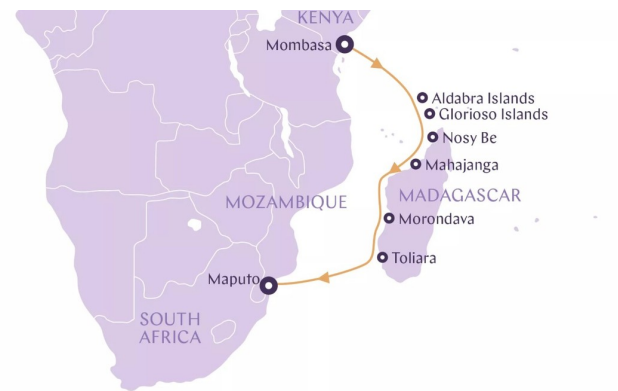 KENYA
Mombasa
Aldabra Islands
Glorioso Islands
Nosy Be
Mahajanga
MOZAMBIQUE
MADAGASCAR
Morondava
Toliara
Maputo
SOUTH
AFRICA